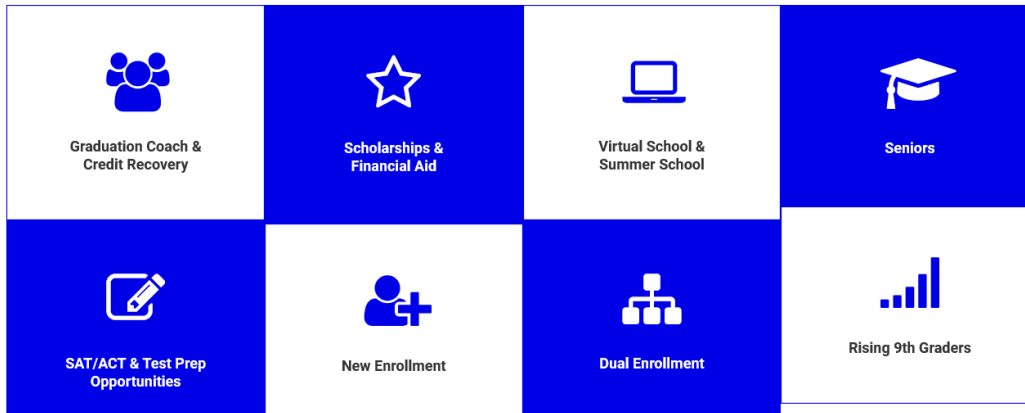 Graduation Coach &
Credit Recovery
Scholarships &
Financial Aid
Virtual School &
Summer School
Seniors
SAT/ACT & Test Prep
Opportunities
New Enrollment
Dual Enrollment
Rising 9th Graders